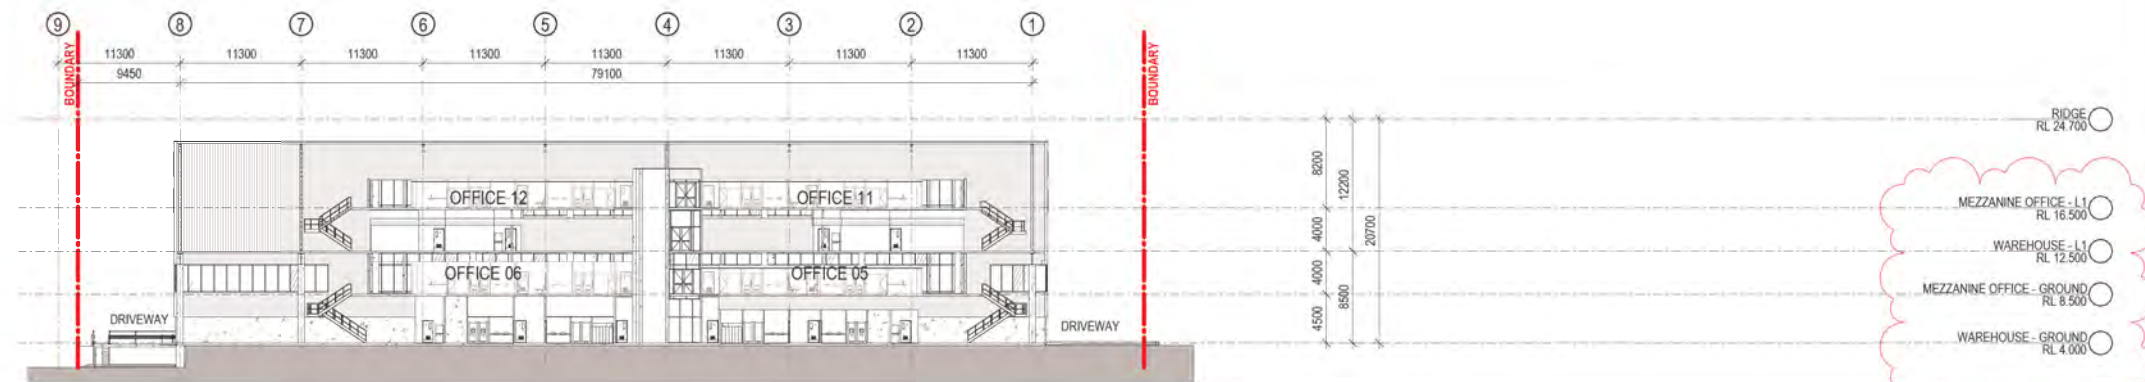 9 8 7 6 5 4 3 2 1
11300 11300 11300 11300 11300 11300 11300 11300
9450 79100
BOUNDARY
BOUNDARY
RIDGE
RL 24.700
8200
12200
OFFICE 12 OFFICE 11
MEZZANINE OFFICE - L1
RL 16.500
4000
20700
WAREHOUSE - L1
RL 12.500
OFFICE 06 OFFICE 05
4000
MEZZANINE OFFICE - GROUND
RL 8.500
8500
4500
DRIVEWAY DRIVEWAY
WAREHOUSE - GROUND
RL 4.000